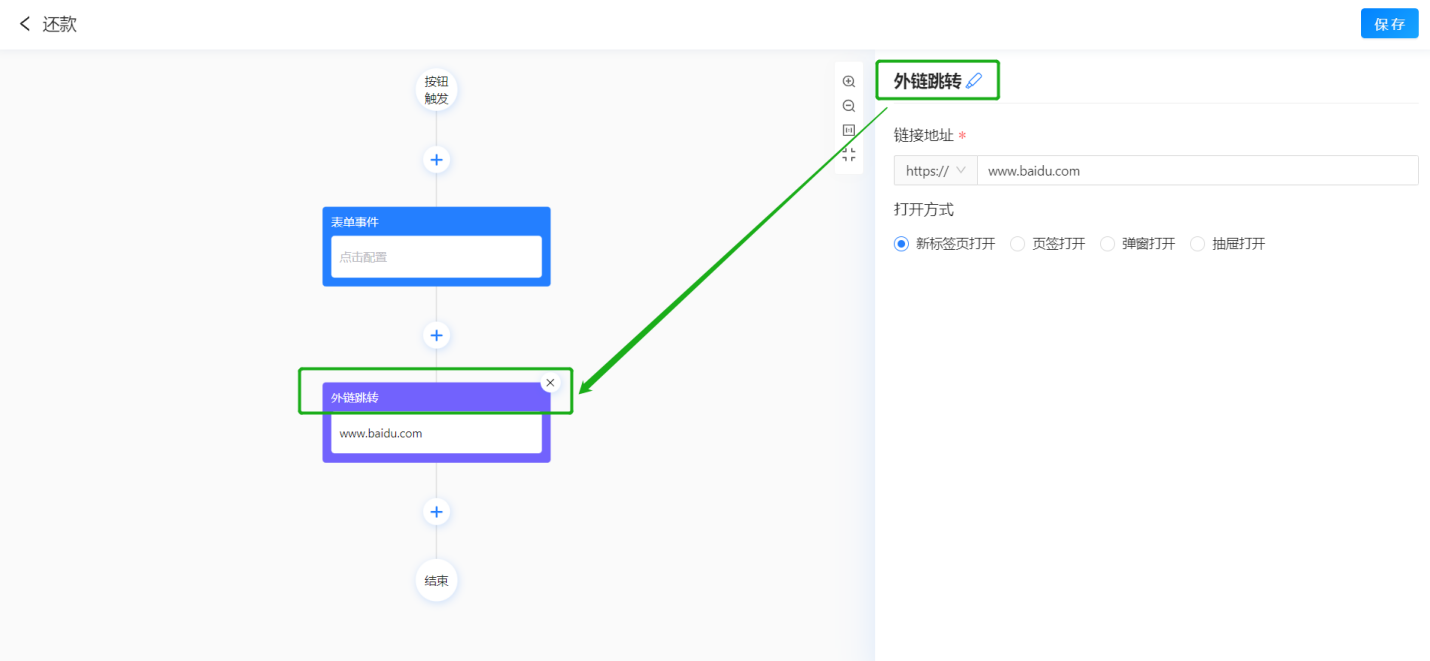 还款
保存
按钮
触发
表单事件
点击配置
外链跳转
www.baidu.com
结束
外链跳转
链接地址 *
https:// www.baidu.com
打开方式
新标签页打开 页签打开 弹窗打开 抽屉打开